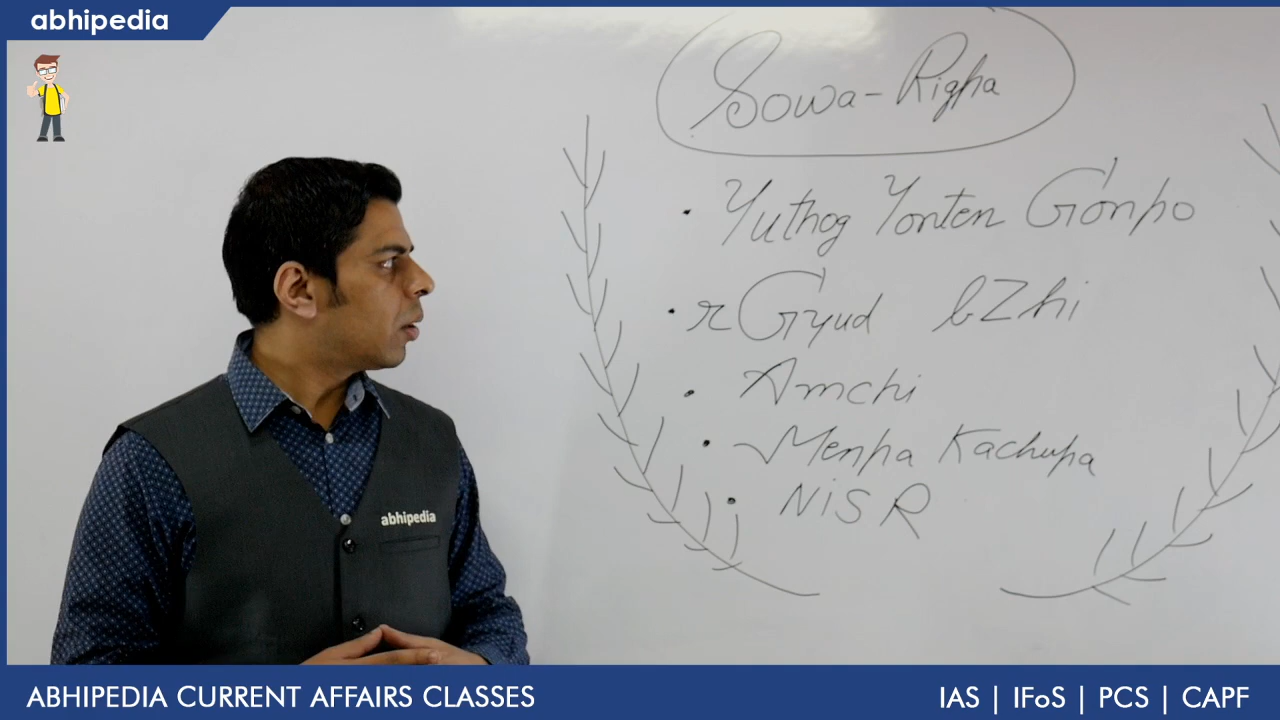 abhipedia
Sowa-Rigpa
• Yuthog Yonten Gonpo
• rGyud bZhi
• Amchi
• Menpa Kachupa
• NiSR
abhipedia
ABHIPEDIA CURRENT AFFAIRS CLASSES
IAS | IFoS | PCS | CAPF